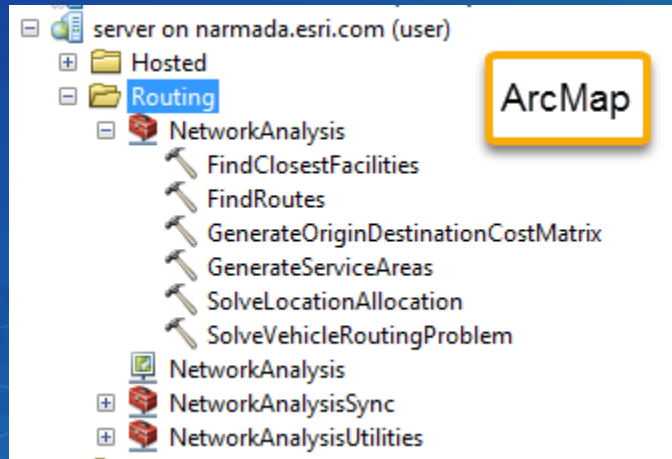 server on narmada.esri.com (user)
Hosted
Routing
ArcMap
NetworkAnalysis
FindClosestFacilities
FindRoutes
GenerateOriginDestinationCostMatrix
GenerateServiceAreas
SolveLocationAllocation
SolveVehicleRoutingProblem
NetworkAnalysis
NetworkAnalysisSync
NetworkAnalysisUtilities